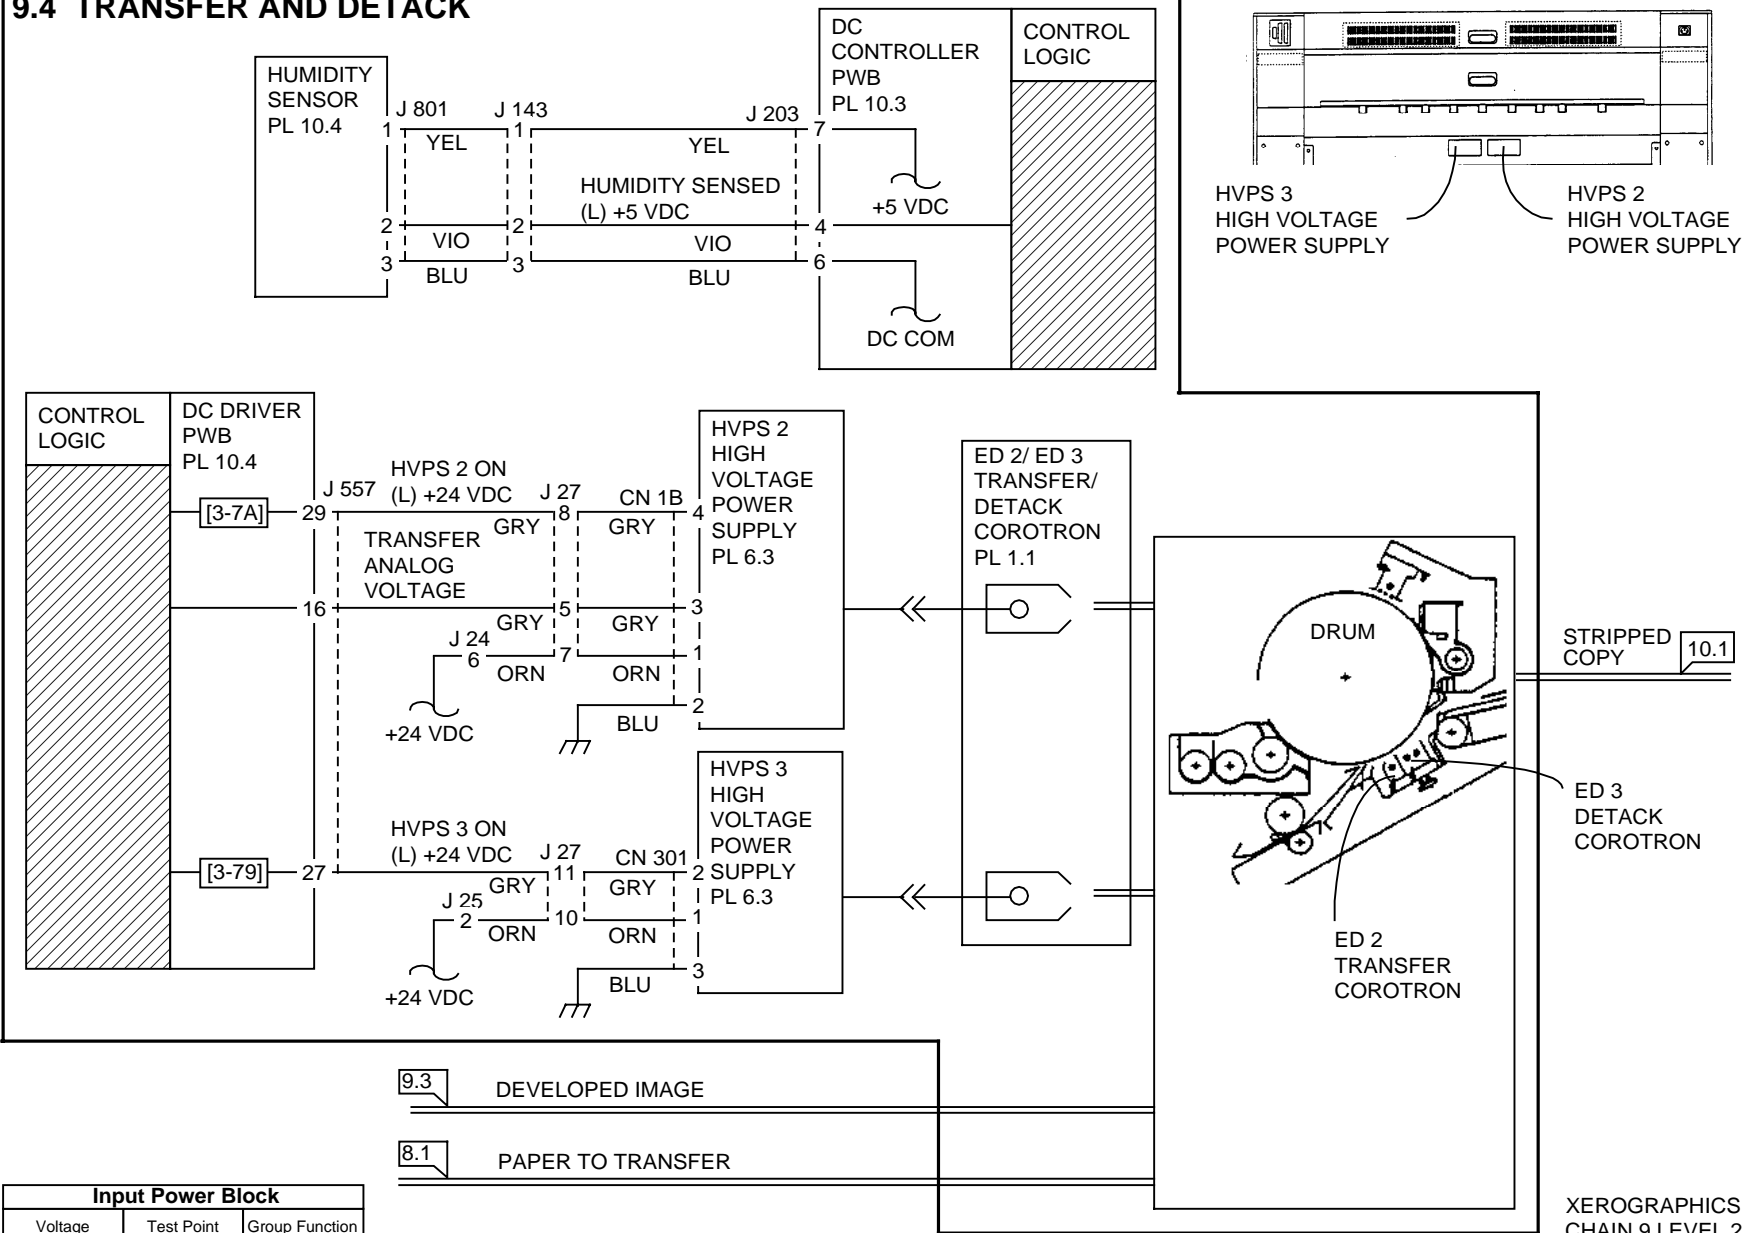 9.4 TRANSFER AND DETACK
HUMIDITY
SENSOR
PL 10.4
J 801
J 143
J 203
1
YEL
1
YEL
7
HUMIDITY SENSED
(L) +5 VDC
2
VIO
2
VIO
4
3
BLU
3
BLU
6
DC
CONTROLLER
PWB
PL 10.3
+5 VDC
DC COM
CONTROL
LOGIC
HVPS 3
HIGH VOLTAGE
POWER SUPPLY
HVPS 2
HIGH VOLTAGE
POWER SUPPLY
CONTROL
LOGIC
DC DRIVER
PWB
PL 10.4
[3-7A]
29
J 557
HVPS 2 ON
(L) +24 VDC
J 27
CN 1B
GRY
8
GRY
4
TRANSFER
ANALOG
VOLTAGE
16
GRY
5
GRY
3
J 24
6
ORN
7
ORN
1
+24 VDC
BLU
2
HVPS 2
HIGH
VOLTAGE
POWER
SUPPLY
PL 6.3
[3-79]
27
HVPS 3 ON
(L) +24 VDC
J 27
CN 301
GRY
11
GRY
2
J 25
2
ORN
10
ORN
1
+24 VDC
BLU
3
HVPS 3
HIGH
VOLTAGE
POWER
SUPPLY
PL 6.3
ED 2/ ED 3
TRANSFER/
DETACK
COROTRON
PL 1.1
DRUM
STRIPPED
COPY
10.1
ED 3
DETACK
COROTRON
ED 2
TRANSFER
COROTRON
9.3
DEVELOPED IMAGE
8.1
PAPER TO TRANSFER
Input Power Block
Voltage
Test Point
Group Function
XEROGRAPHICS
CHAIN 9 LEVEL 2